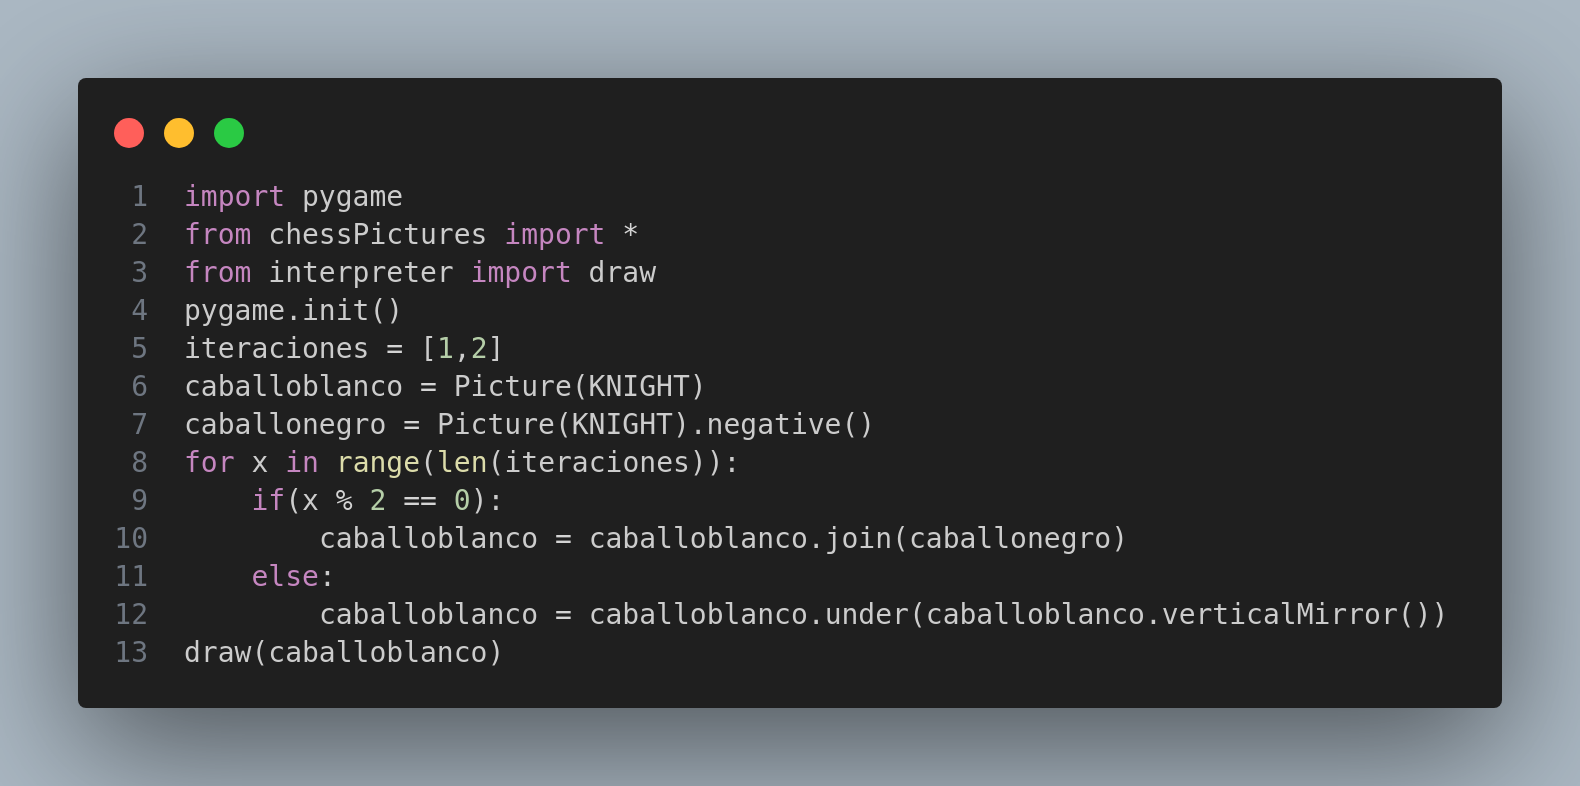 1 import pygame
2 from chessPictures import *
3 from interpreter import draw
4 pygame.init()
5 iteraciones = [1,2]
6 caballoblanco = Picture(KNIGHT)
7 caballonegro = Picture(KNIGHT).negative()
8 for x in range(len(iteraciones)):
9     if(x % 2 == 0):
10         caballoblanco = caballoblanco.join(caballonegro)
11     else:
12         caballoblanco = caballoblanco.under(caballoblanco.verticalMirror())
13 draw(caballoblanco)